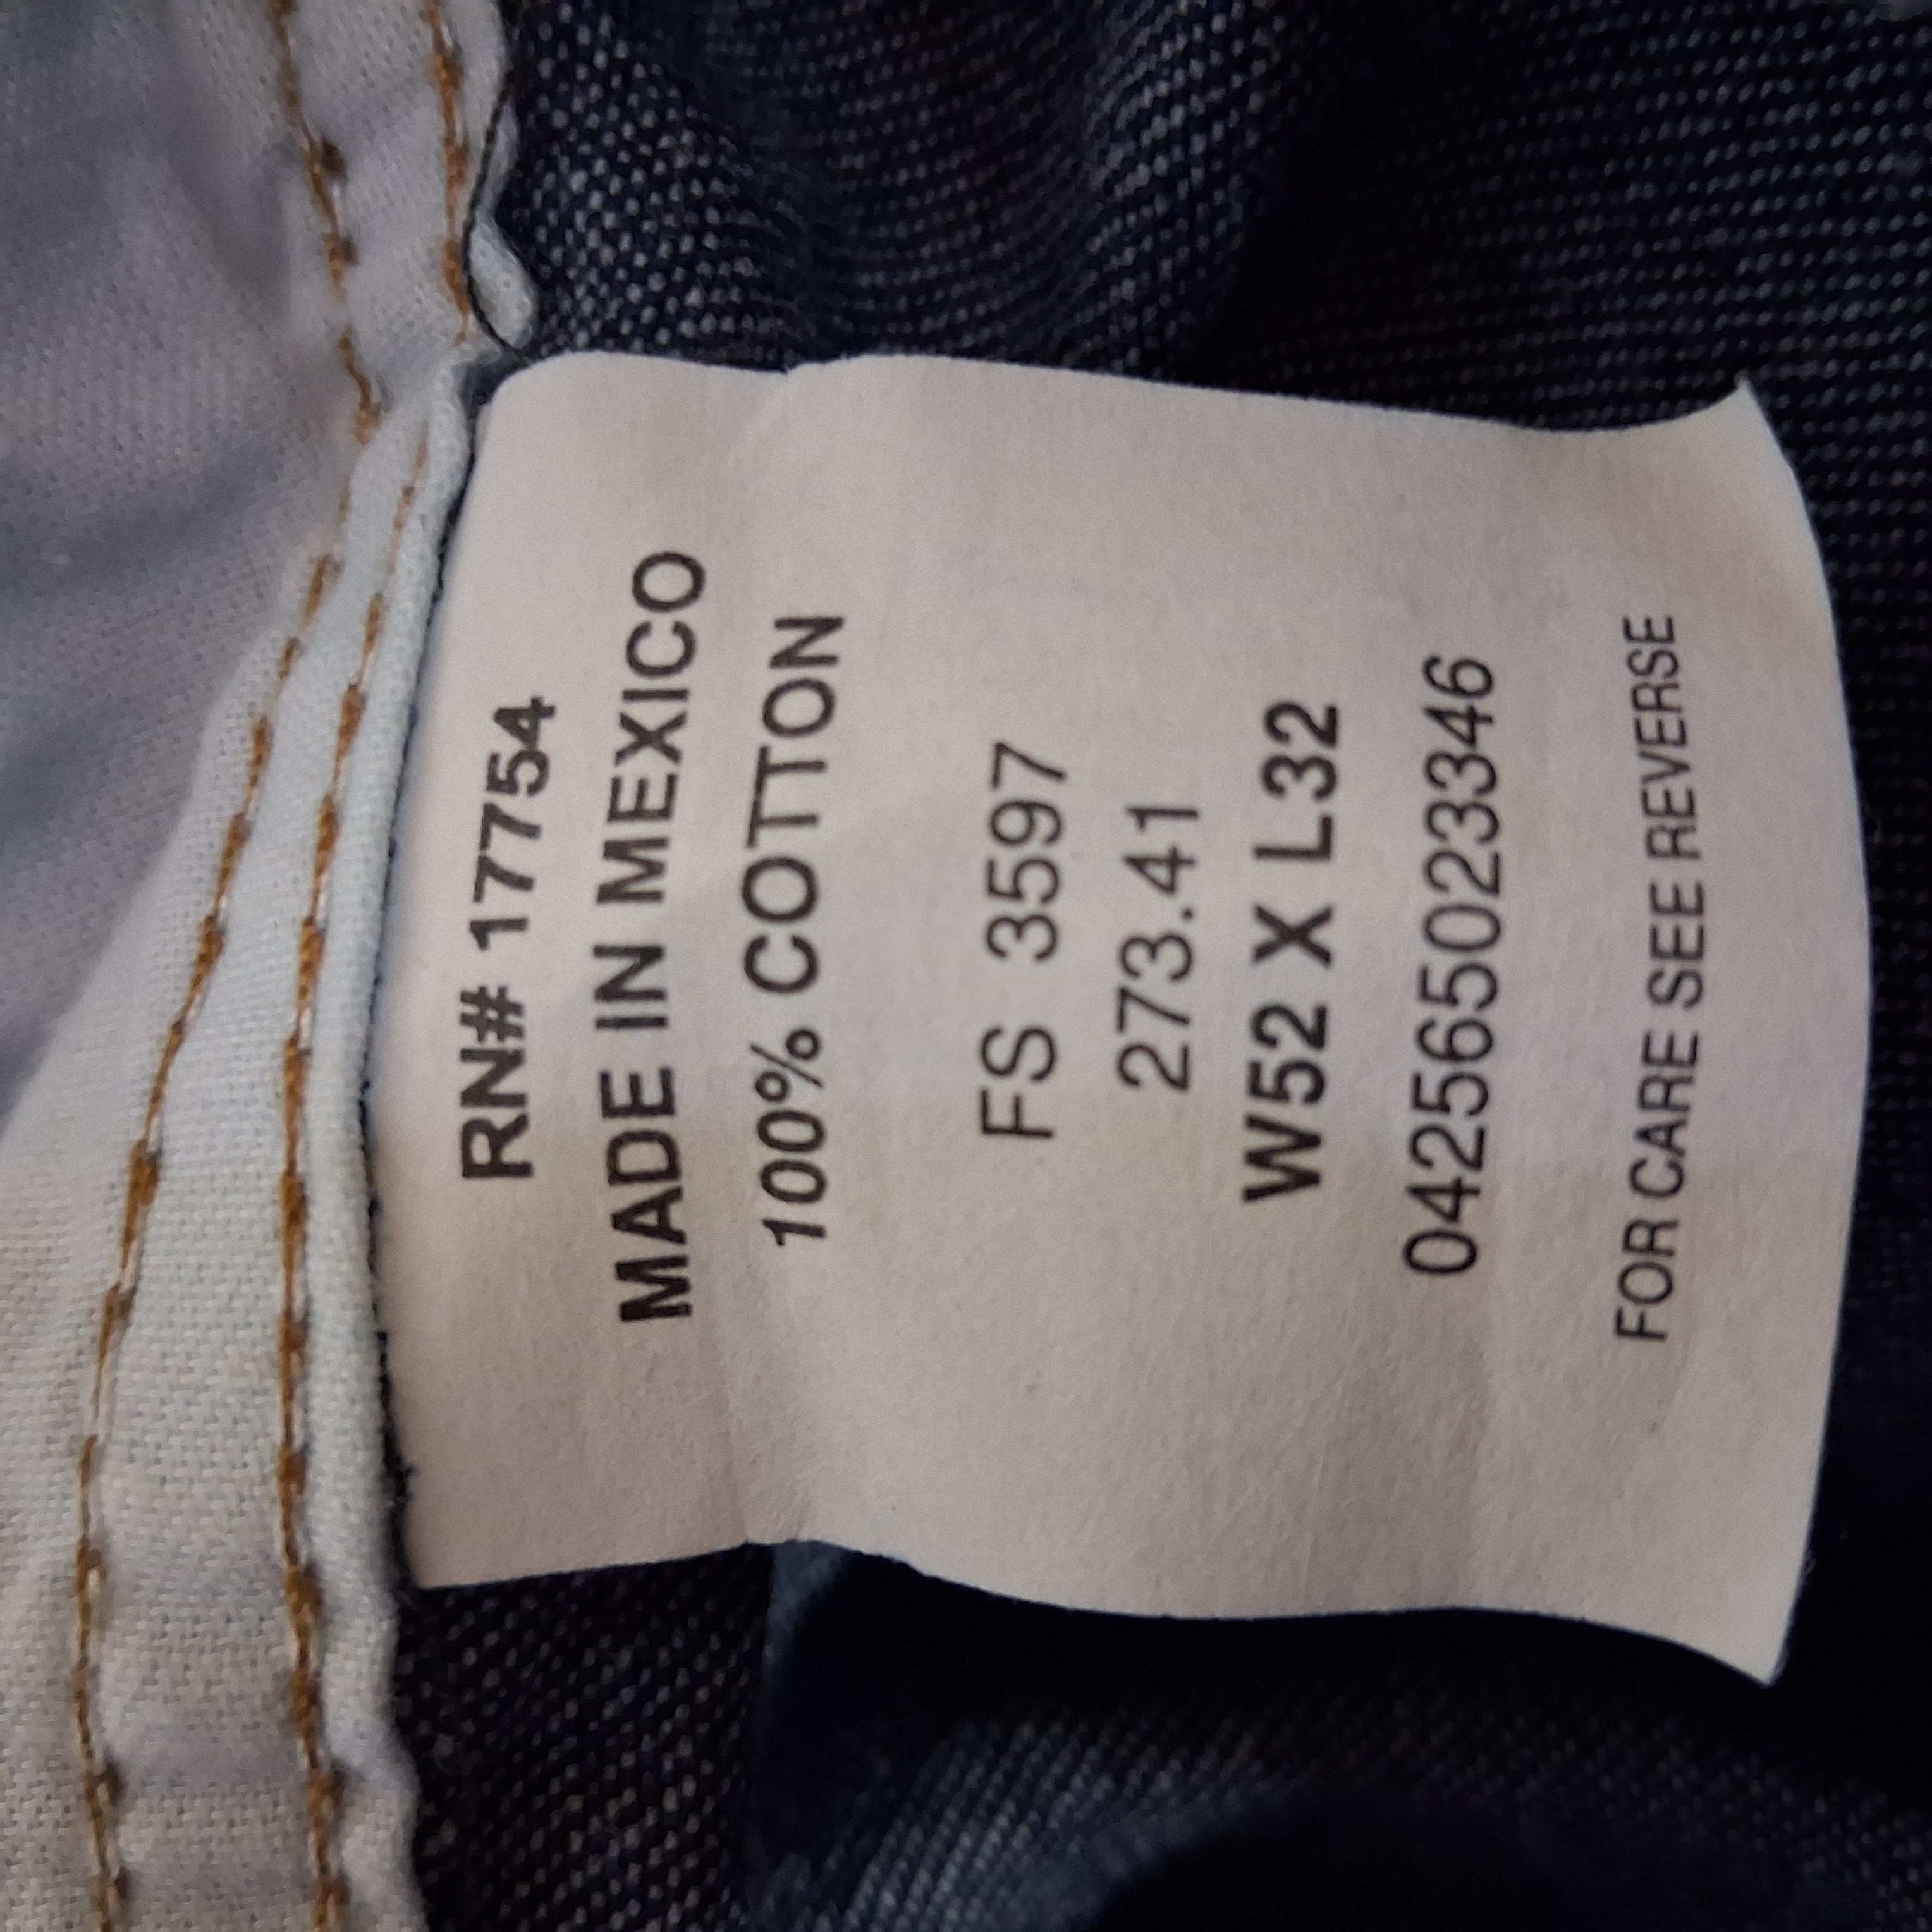 RN# 17754
MADE IN MEXICO
100% COTTON
FS 3597
273.41
W52 X L32
042565023346
FOR CARE SEE REVERSE